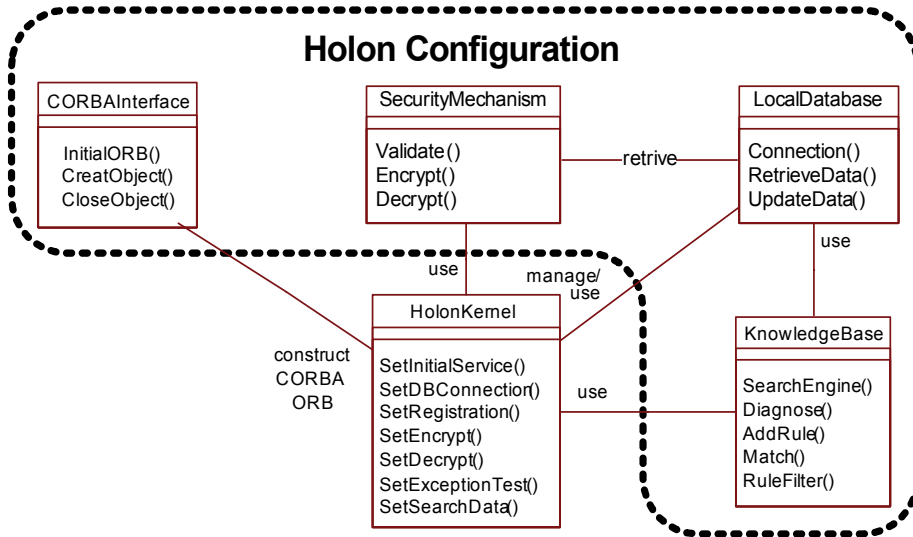 Holon Configuration
CORBAInterface
InitialORB()
CreatObject()
CloseObject()
SecurityMechanism
Validate()
Encrypt()
Decrypt()
retrive
LocalDatabase
Connection()
RetrieveData()
UpdateData()
use
manage/
use
use
construct
CORBA
ORB
HolonKernel
SetInitialService()
SetDBConnection()
SetRegistration()
SetEncrypt()
SetDecrypt()
SetExceptionTest()
SetSearchData()
use
KnowledgeBase
SearchEngine()
Diagnose()
AddRule()
Match()
RuleFilter()